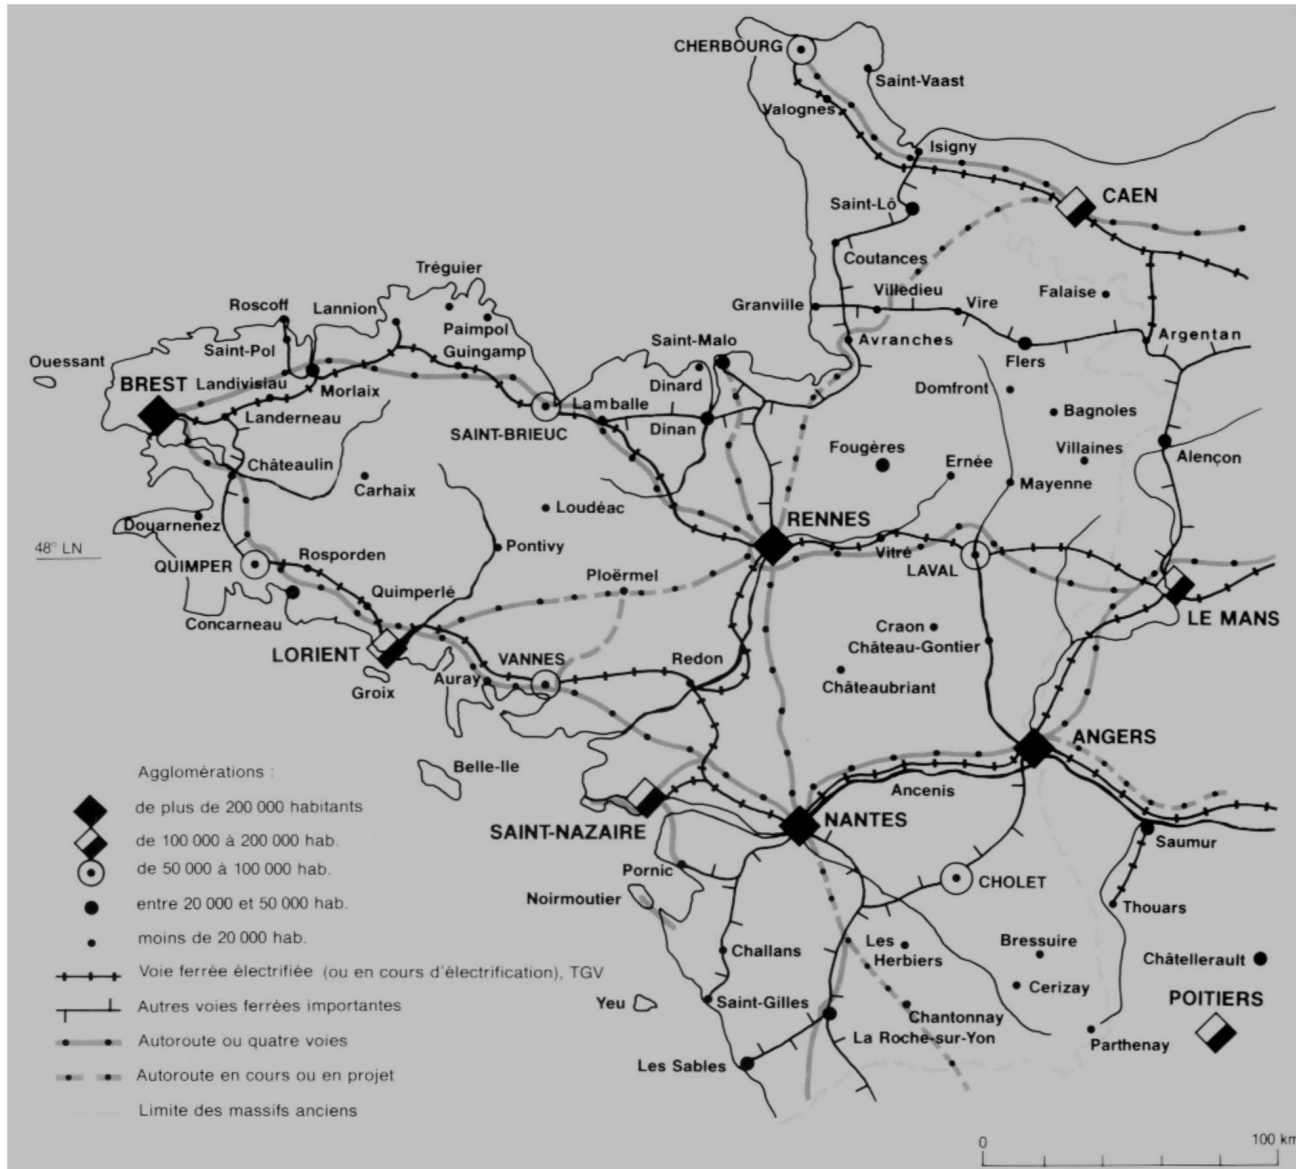 CHERBOURG
Saint-Vaast
Valognes
Isigny
CAEN
Saint-Lô
Coutances
Tréguier
Roscoff
Lannion
Villedieu
Falaise
Granville
Vire
Paimpol
Saint-Malo
Avranches
Argentan
Saint-Pol
Guingamp
Ouessant
Flers
BREST
Landivisiau
Morlaix
Dinard
Domfront
Lamballe
Bagnoles
Landerneau
SAINT-BRIEUC
Dinan
Fougères
Villaines
Alençon
Châteaulin
Ernée
Mayenne
Carhaix
Loudéac
RENNES
Douarnenez
48° LN
Pontivy
Vitré
QUIMPER
Rosporden
LAVAL
Ploërmel
Quimperlé
LE MANS
Concarneau
Craon
LORIENT
Château-Gontier
VANNES
Redon
Auray
Groix
Châteaubriant
ANGERS
Belle-Ile
Agglomérations :
Ancenis
de plus de 200 000 habitants
SAINT-NAZAIRE
NANTES
de 100 000 à 200 000 hab.
Saumur
de 50 000 à 100 000 hab.
Pornic
CHOLET
Noirmoutier
entre 20 000 et 50 000 hab.
Thouars
moins de 20 000 hab.
Challans
Les
Herbiers
Bressuire
Châtellerault
Voie ferrée électrifiée (ou en cours d'électrification), TGV
Cerizay
POITIERS
Autres voies ferrées importantes
Yeu
Saint-Gilles
Chantonnay
Autoroute ou quatre voies
La Roche-sur-Yon
Parthenay
Les Sables
Autoroute en cours ou en projet
Limite des massifs anciens
0
100 km